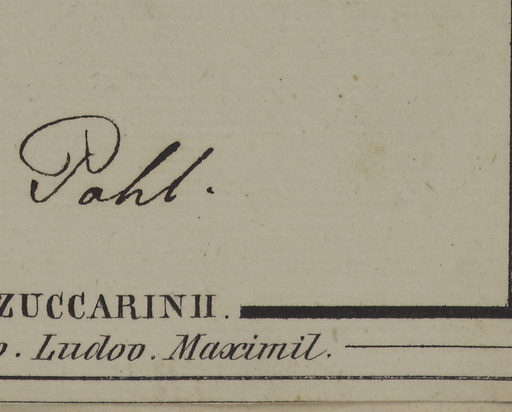 Pohl.
ZUCCARINII.
o. Ludov. Maximil.